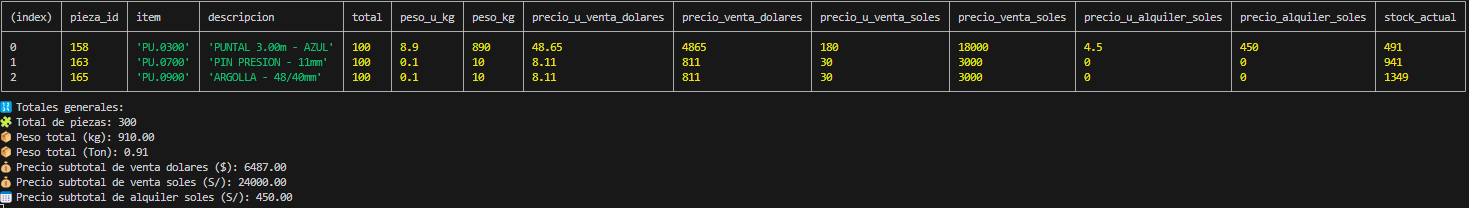 (index) pieza_id item descripcion total peso_u_kg peso_kg precio_u_venta_dolares precio_venta_dolares precio_u_venta_soles precio_venta_soles precio_u_alquiler_soles precio_alquiler_soles stock_actual
0 158 'PU.0300' 'PUNTAL 3.00m - AZUL' 100 8.9 890 48.65 4865 180 18000 4.5 450 491
1 163 'PU.0700' 'PIN PRESION - 11mm' 100 0.1 10 8.11 811 30 3000 0 0 941
2 165 'PU.0900' 'ARGOLLA - 48/40mm' 100 0.1 10 8.11 811 30 3000 0 0 1349
Totales generales:
Total de piezas: 300
Peso total (kg): 910.00
Peso total (Ton): 0.91
Precio subtotal de venta dolares ($): 6487.00
Precio subtotal de venta soles (S/): 24000.00
Precio subtotal de alquiler soles (S/): 450.00